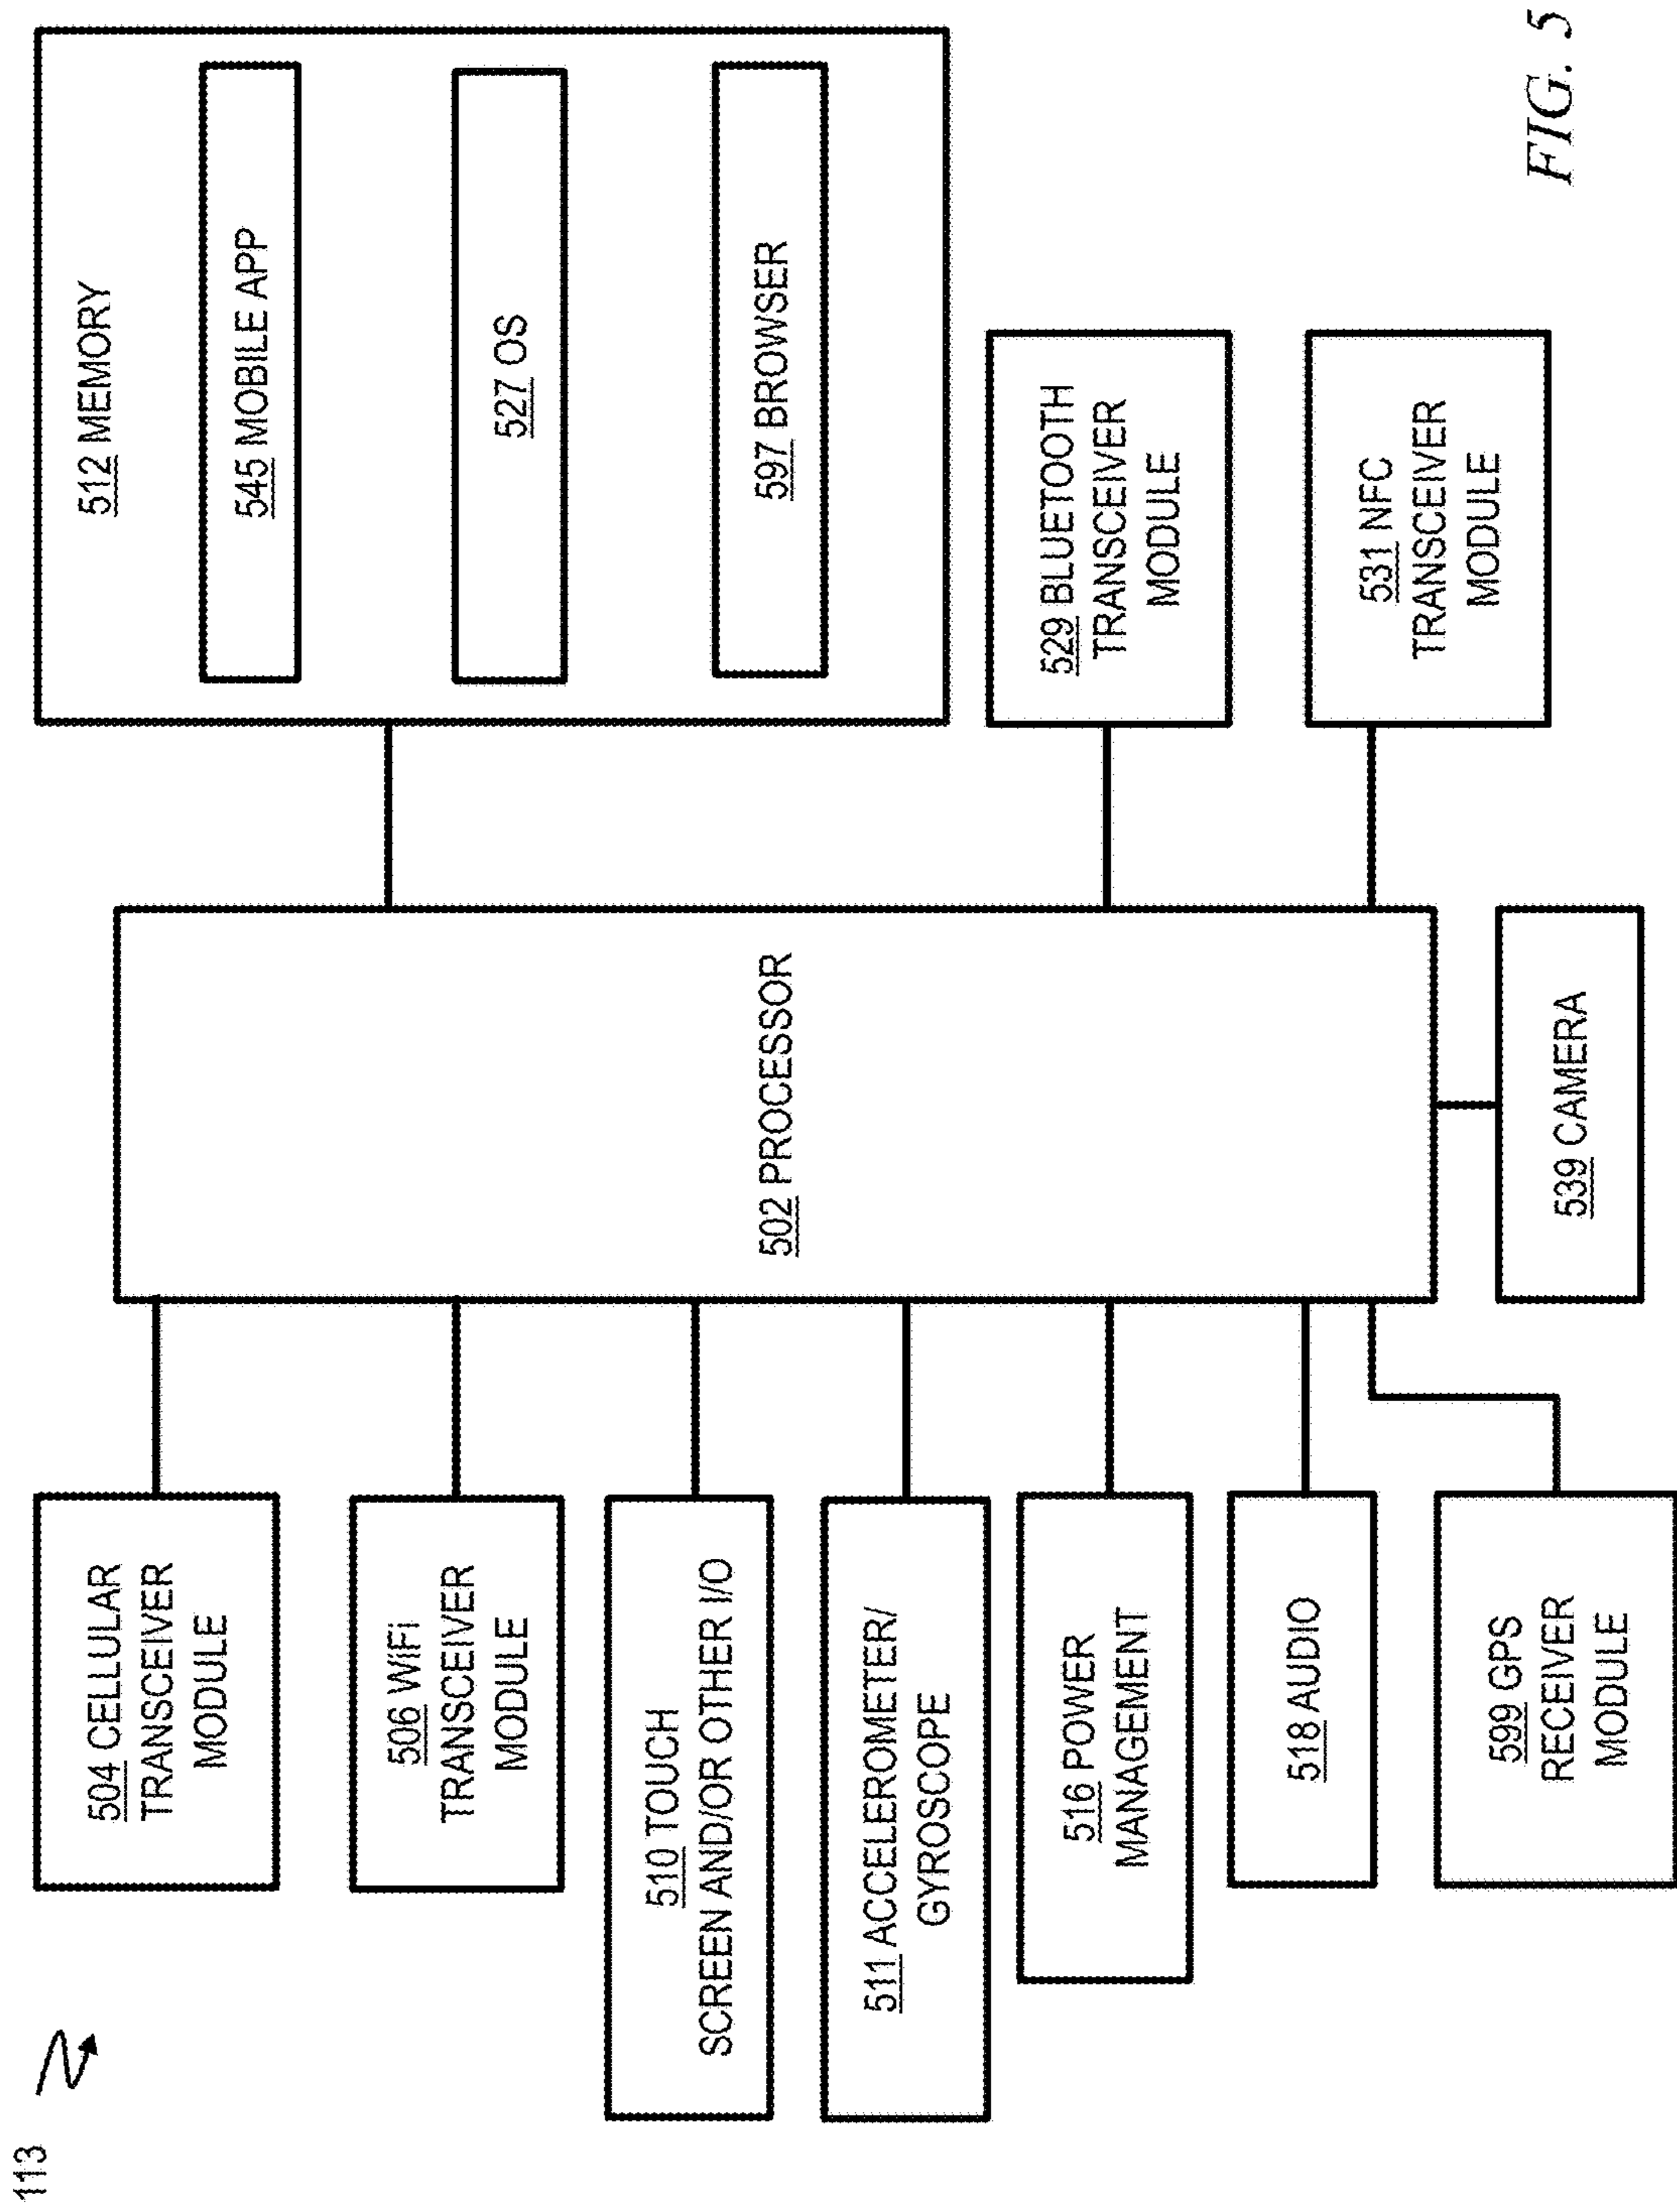 113
504 CELLULAR
TRANSCEIVER
MODULE
506 WiFi
TRANSCEIVER
MODULE
510 TOUCH
SCREEN AND/OR OTHER I/O
511 ACCELEROMETER/
GYROSCOPE
516 POWER
MANAGEMENT
518 AUDIO
599 GPS
RECEIVER
MODULE
502 PROCESSOR
539 CAMERA
512 MEMORY
545 MOBILE APP
527 OS
597 BROWSER
529 BLUETOOTH
TRANSCEIVER
MODULE
531 NFC
TRANSCEIVER
MODULE
FIG. 5